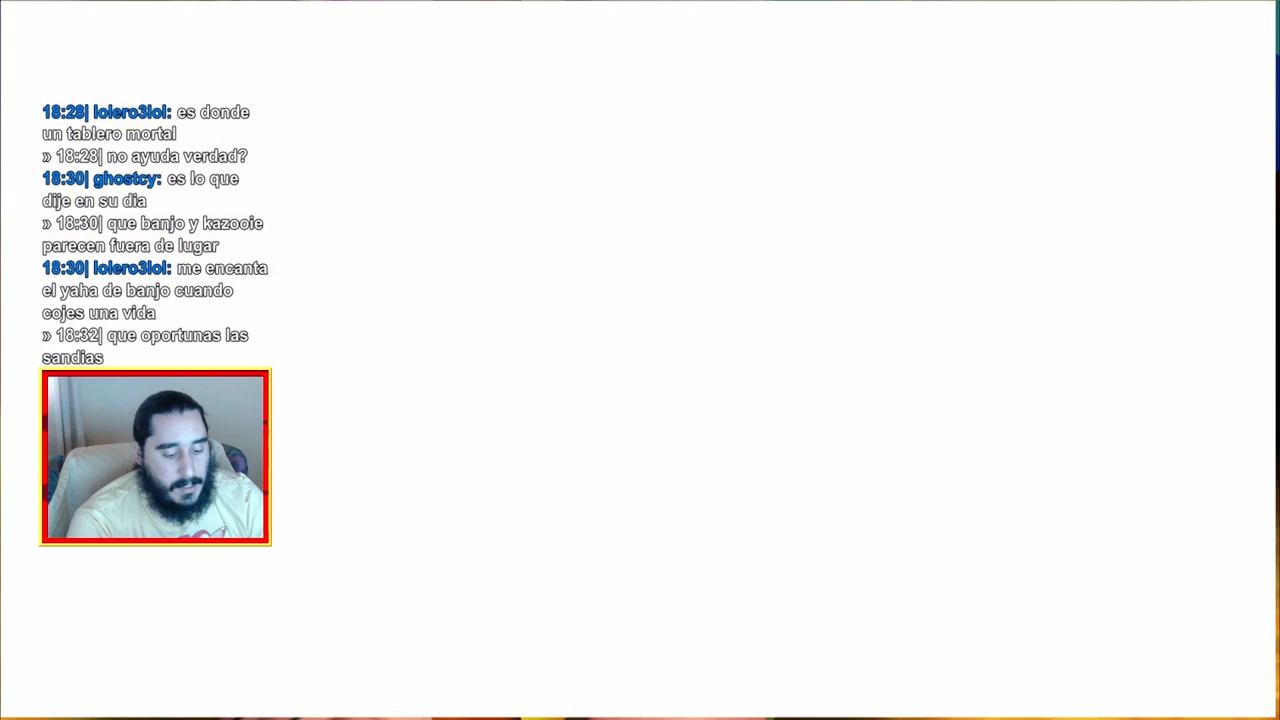 18:28| lolero3lol: es donde
un tablero mortal
» 18:28| no ayuda verdad?
18:30| ghostcy: es lo que
dije en su dia
» 18:30| que banjo y kazooie
parecen fuera de lugar
18:30| lolero3lol: me encanta
el yaha de banjo cuando
cojes una vida
» 18:32| que oportunas las
sandias